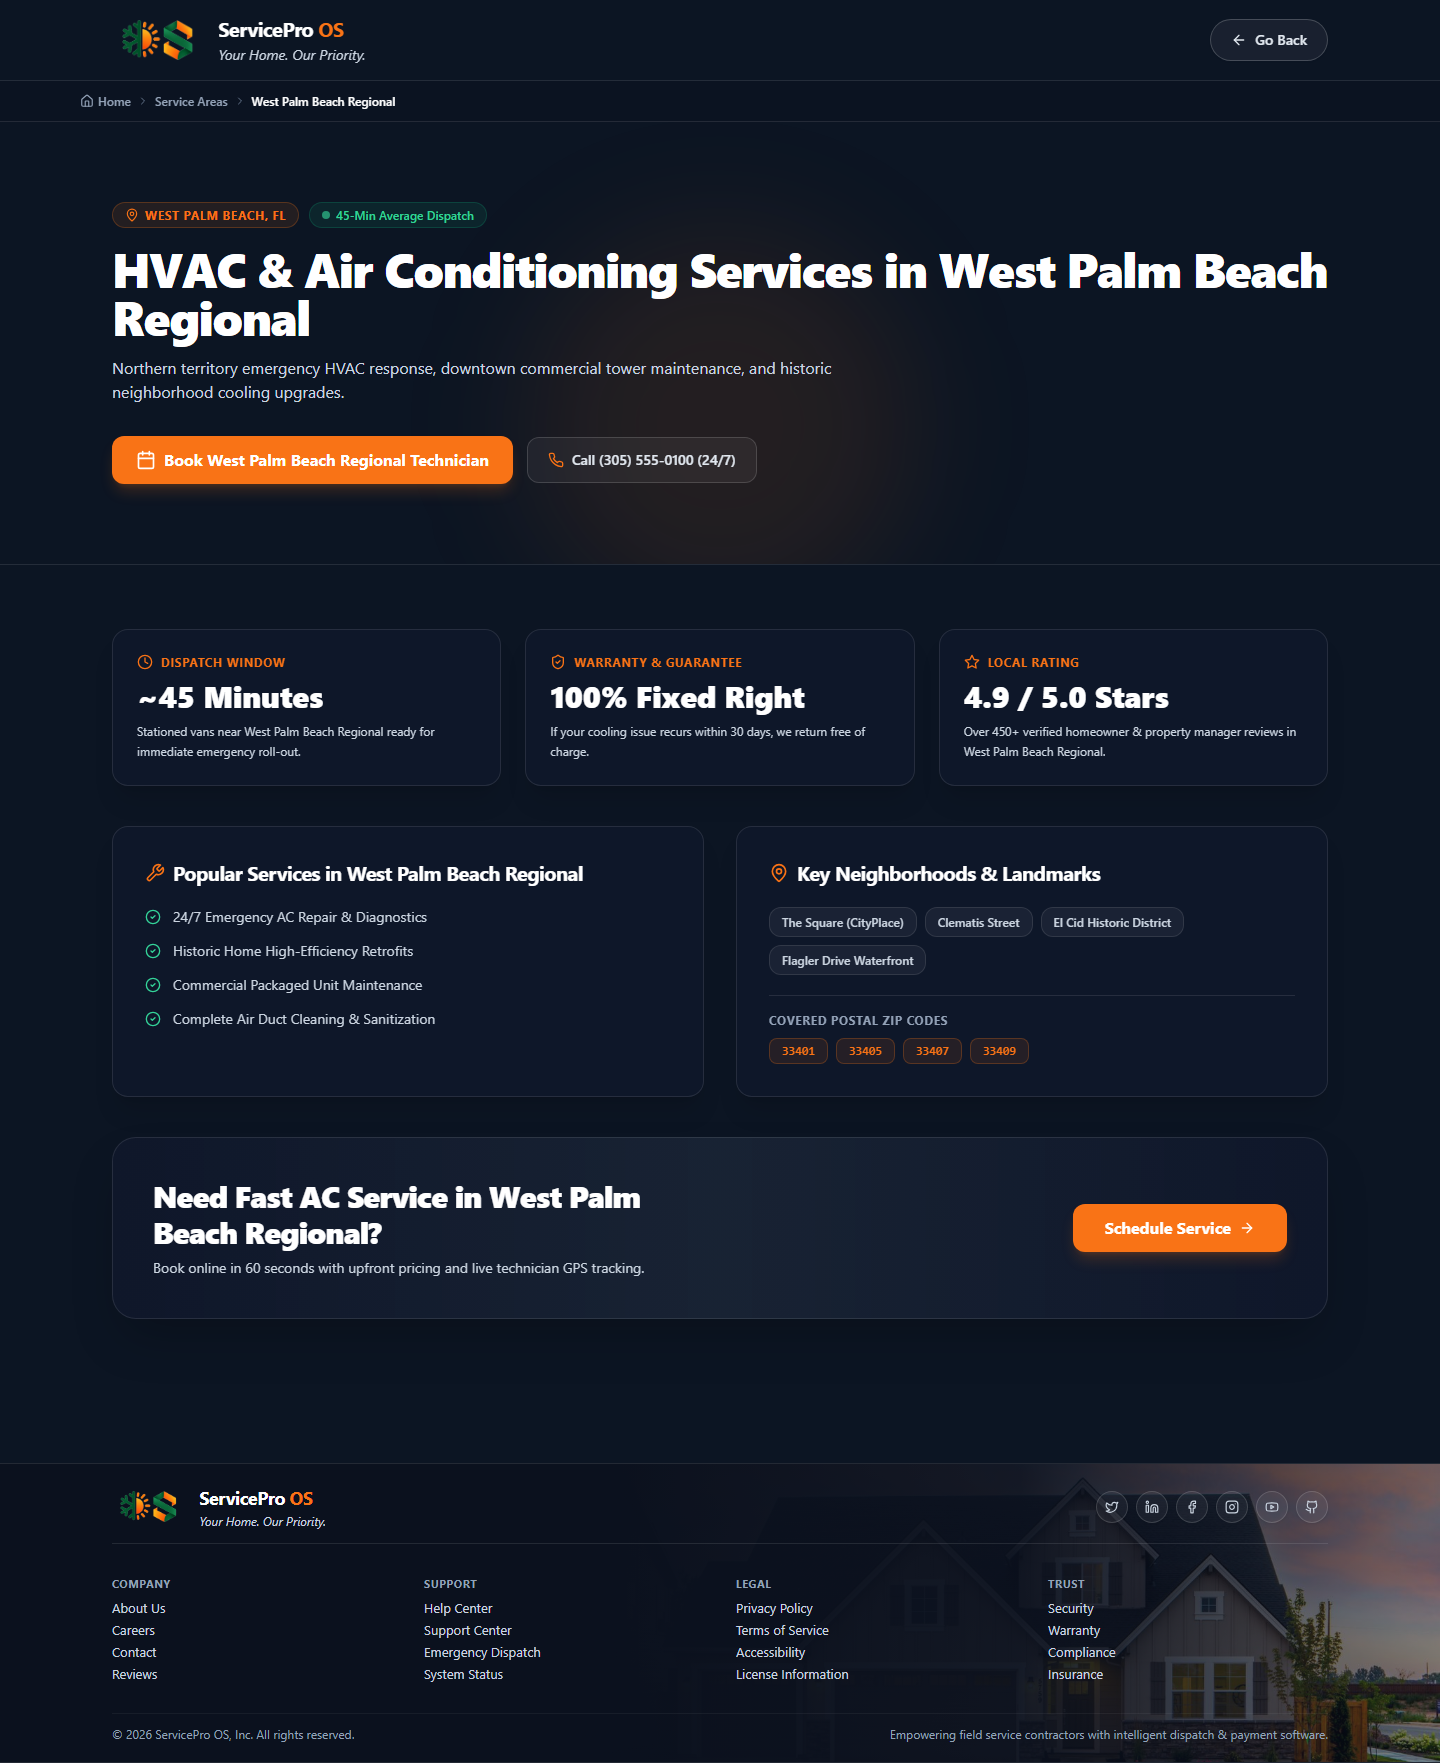 ServicePro OS
Your Home. Our Priority.
Go Back
Home > Service Areas > West Palm Beach Regional
WEST PALM BEACH, FL
45-Min Average Dispatch
HVAC & Air Conditioning Services in West Palm Beach
Regional
Northern territory emergency HVAC response, downtown commercial tower maintenance, and historic
neighborhood cooling upgrades.
Book West Palm Beach Regional Technician
Call (305) 555-0100 (24/7)
DISPATCH WINDOW
~45 Minutes
Stationed vans near West Palm Beach Regional ready for
immediate emergency roll-out.
WARRANTY & GUARANTEE
100% Fixed Right
If your cooling issue recurs within 30 days, we return free of
charge.
LOCAL RATING
4.9 / 5.0 Stars
Over 450+ verified homeowner & property manager reviews in
West Palm Beach Regional.
Popular Services in West Palm Beach Regional
24/7 Emergency AC Repair & Diagnostics
Historic Home High-Efficiency Retrofits
Commercial Packaged Unit Maintenance
Complete Air Duct Cleaning & Sanitization
Key Neighborhoods & Landmarks
The Square (CityPlace)
Clematis Street
El Cid Historic District
Flagler Drive Waterfront
COVERED POSTAL ZIP CODES
33401
33405
33407
33409
Need Fast AC Service in West Palm
Beach Regional?
Book online in 60 seconds with upfront pricing and live technician GPS tracking.
Schedule Service
ServicePro OS
Your Home. Our Priority.
COMPANY
About Us
Careers
Contact
Reviews
SUPPORT
Help Center
Support Center
Emergency Dispatch
System Status
LEGAL
Privacy Policy
Terms of Service
Accessibility
License Information
TRUST
Security
Warranty
Compliance
Insurance
© 2026 ServicePro OS, Inc. All rights reserved.
Empowering field service contractors with intelligent dispatch & payment software.